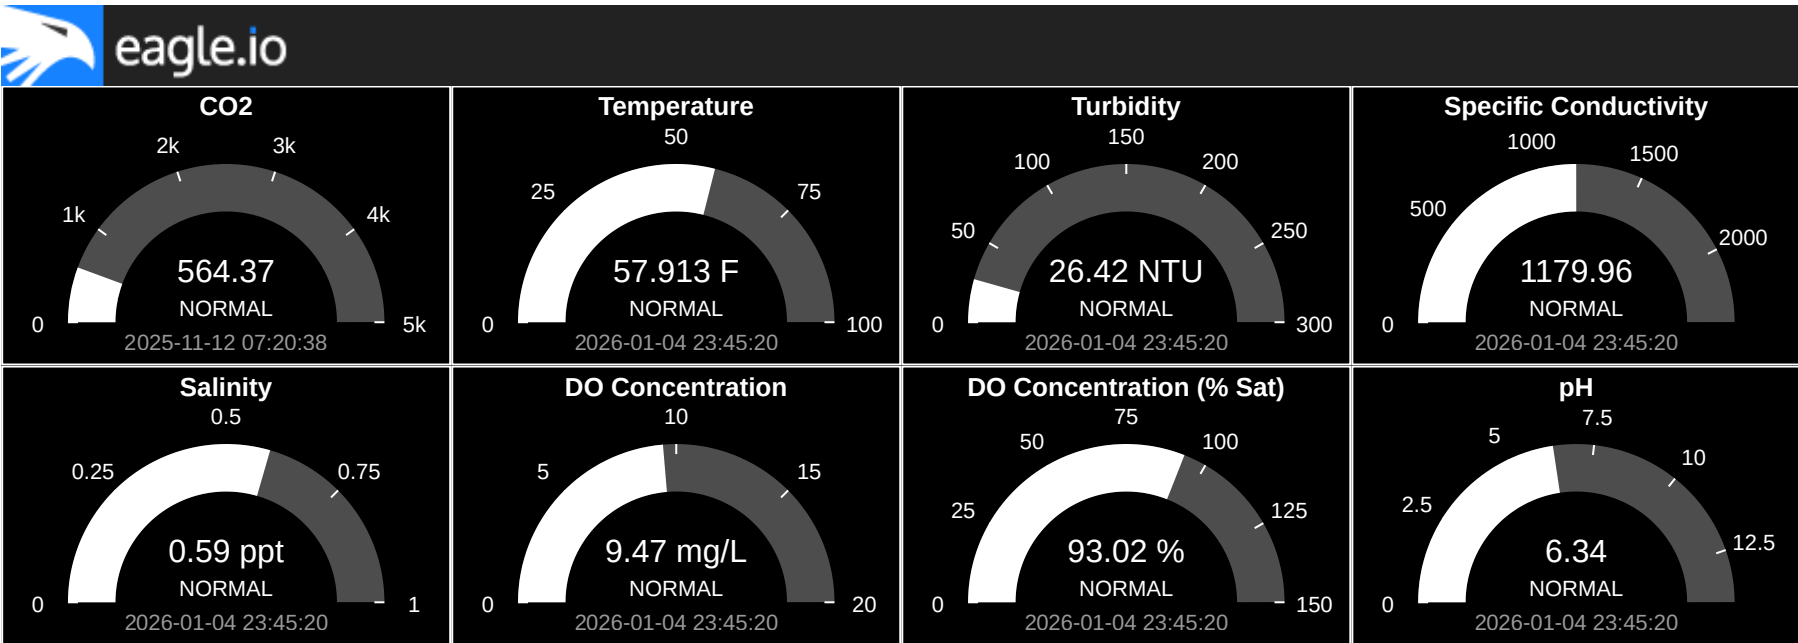 eagle.io
CO2
2k
3k
1k
4k
564.37
NORMAL
0
5k
2025-11-12 07:20:38
Temperature
50
25
75
57.913 F
NORMAL
0
100
2026-01-04 23:45:20
Turbidity
150
100
200
50
250
26.42 NTU
NORMAL
0
300
2026-01-04 23:45:20
Specific Conductivity
1000
1500
500
2000
1179.96
NORMAL
0
2026-01-04 23:45:20
Salinity
0.5
0.25
0.75
0.59 ppt
NORMAL
0
1
2026-01-04 23:45:20
DO Concentration
10
5
15
9.47 mg/L
NORMAL
0
20
2026-01-04 23:45:20
DO Concentration (% Sat)
75
50
100
25
125
93.02 %
NORMAL
0
150
2026-01-04 23:45:20
pH
7.5
5
10
2.5
12.5
6.34
NORMAL
0
2026-01-04 23:45:20